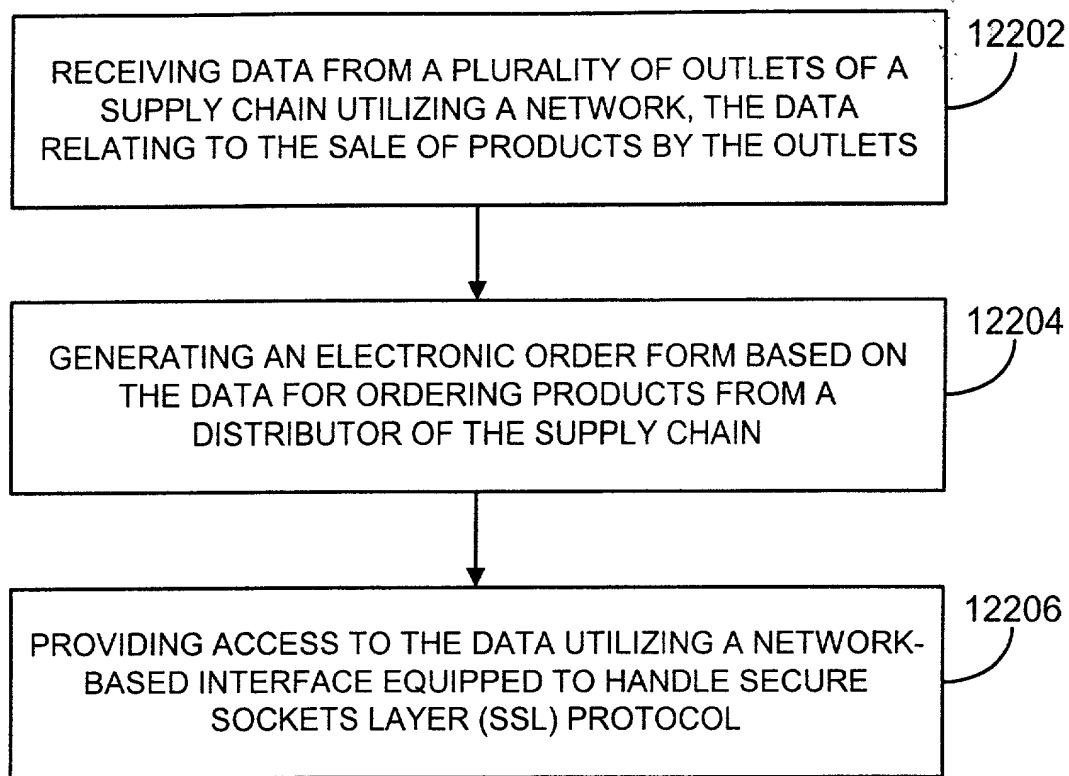 12202
RECEIVING DATA FROM A PLURALITY OF OUTLETS OF A
SUPPLY CHAIN UTILIZING A NETWORK, THE DATA
RELATING TO THE SALE OF PRODUCTS BY THE OUTLETS
12204
GENERATING AN ELECTRONIC ORDER FORM BASED ON
THE DATA FOR ORDERING PRODUCTS FROM A
DISTRIBUTOR OF THE SUPPLY CHAIN
12206
PROVIDING ACCESS TO THE DATA UTILIZING A NETWORK-
BASED INTERFACE EQUIPPED TO HANDLE SECURE
SOCKETS LAYER (SSL) PROTOCOL